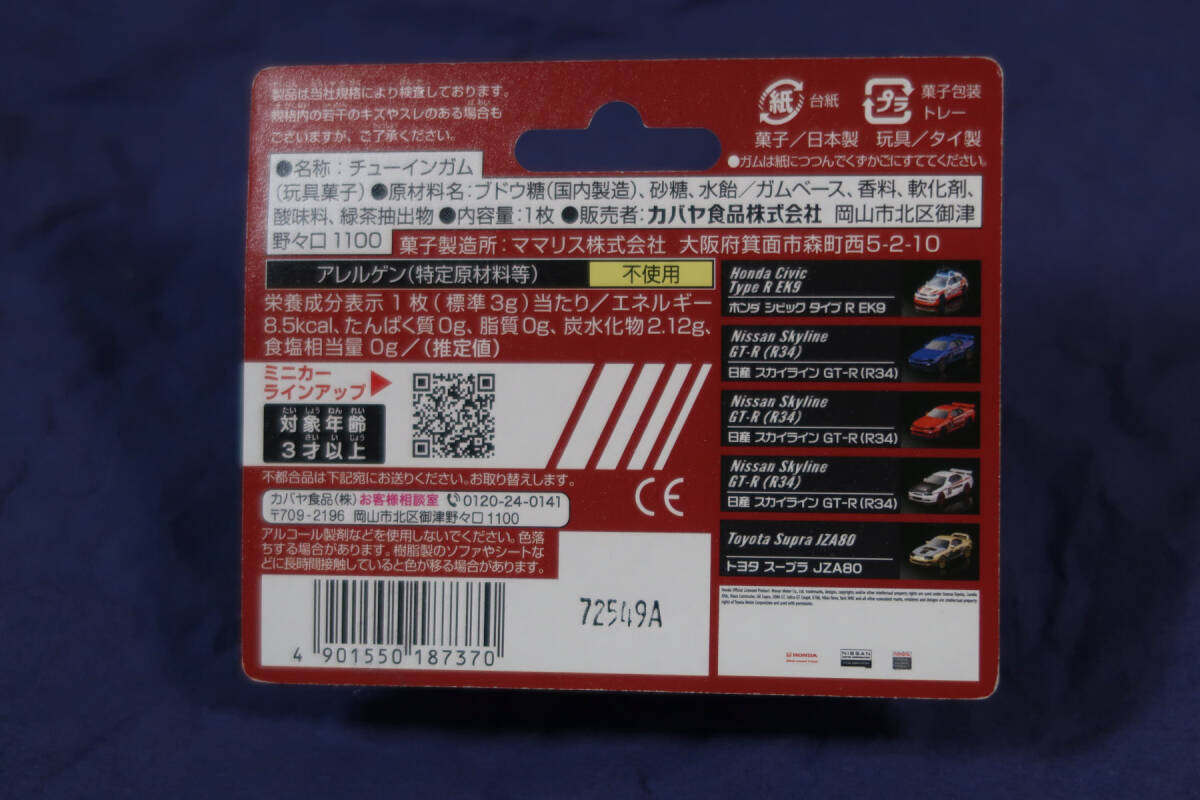 製品は当社規格により検査しております。
規格内の若干のキズやスレのある場合も
ございますが、ご了承ください。
紙
台紙
プラ
菓子包装
トレー
菓子／日本製 玩具／タイ製
●ガムは紙につつんでくずかごにすててください。
●名称：チューインガム
(玩具菓子)●原材料名：ブドウ糖(国内製造)、砂糖、水飴／ガムベース、香料、軟化剤、
酸味料、緑茶抽出物●内容量：1枚●販売者：カバヤ食品株式会社 岡山市北区御津
野々口1100 菓子製造所：ママリス株式会社 大阪府箕面市森町西5-2-10
アレルゲン(特定原材料等) 不使用
栄養成分表示1枚(標準3g)当たり／エネルギー
8.5kcal、たんぱく質0g、脂質0g、炭水化物2.12g、
食塩相当量0g／(推定値)
ミニカー
ラインアップ
対象年齢
3才以上
不都合品は下記宛にお送りください。お取り替えします。
カバヤ食品(株)お客様相談室 0120-24-0141
〒709-2196 岡山市北区御津野々口1100
CE
アルコール製剤などを使用しないでください。色落
ちする場合があります。樹脂製のソファやシートな
どに長時間接触していると色が移る場合があります。
72549A
4 901550 187370
Honda Civic
Type R EK9
ホンダ シビック タイプ R EK9
Nissan Skyline
GT-R (R34)
日産 スカイライン GT-R(R34)
Nissan Skyline
GT-R (R34)
日産 スカイライン GT-R(R34)
Nissan Skyline
GT-R (R34)
日産 スカイライン GT-R(R34)
Toyota Supra JZA80
トヨタ スープラ JZA80
HONDA
NISSAN